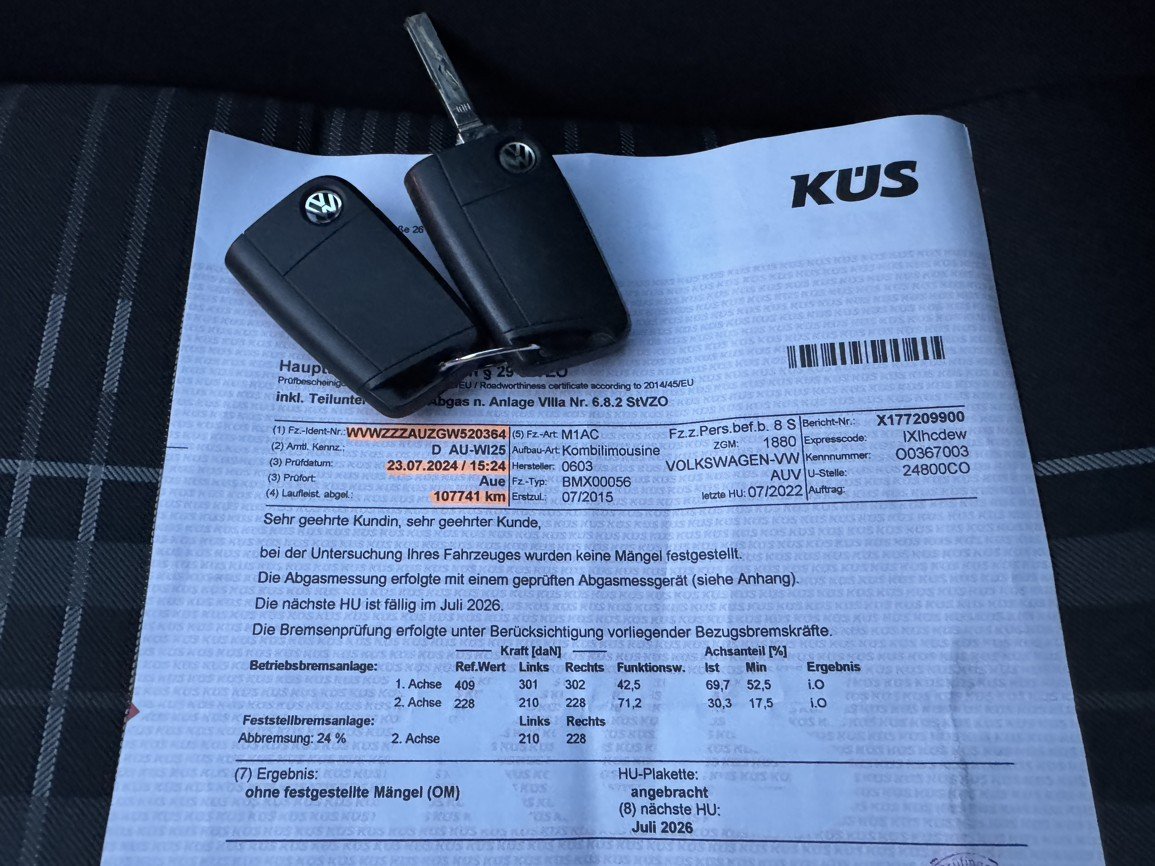 KÜS
ße 26
Haupt § 29 StVZO
Prüfbescheinig /EU / Roadworthiness certificate according to 2014/45/EU
inkl. Teilunter Abgas n. Anlage VIIIa Nr. 6.8.2 StVZO
(1) Fz.-Ident-Nr.: WVWZZZAUZGW520364 (5) Fz.-Art: M1AC Fz.z.Pers.bef.b. 8 S Bericht-Nr.: X177209900
(2) Amtl. Kennz.: D AU-WI25 Aufbau-Art: Kombilimousine ZGM: 1880 Expresscode: IXIhcdew
(3) Prüfdatum: 23.07.2024 / 15:24 Hersteller: 0603 VOLKSWAGEN-VW Kennnummer: O0367003
(3) Prüfort: Aue Fz.-Typ: BMX00056 AUV U-Stelle: 24800CO
(4) Laufleist. abgel.: 107741 km Erstzul.: 07/2015 letzte HU: 07/2022 Auftrag:
Sehr geehrte Kundin, sehr geehrter Kunde,
bei der Untersuchung Ihres Fahrzeuges wurden keine Mängel festgestellt.
Die Abgasmessung erfolgte mit einem geprüften Abgasmessgerät (siehe Anhang).
Die nächste HU ist fällig im Juli 2026.
Die Bremsenprüfung erfolgte unter Berücksichtigung vorliegender Bezugsbremskräfte.
Kraft [daN] Achsanteil [%]
Betriebsbremsanlage: Ref.Wert Links Rechts Funktionsw. Ist Min Ergebnis
1. Achse 409 301 302 42,5 69,7 52,5 i.O
2. Achse 228 210 228 71,2 30,3 17,5 i.O
Feststellbremsanlage: Links Rechts
Abbremsung: 24 % 2. Achse 210 228
(7) Ergebnis: HU-Plakette:
ohne festgestellte Mängel (OM) angebracht
(8) nächste HU:
Juli 2026